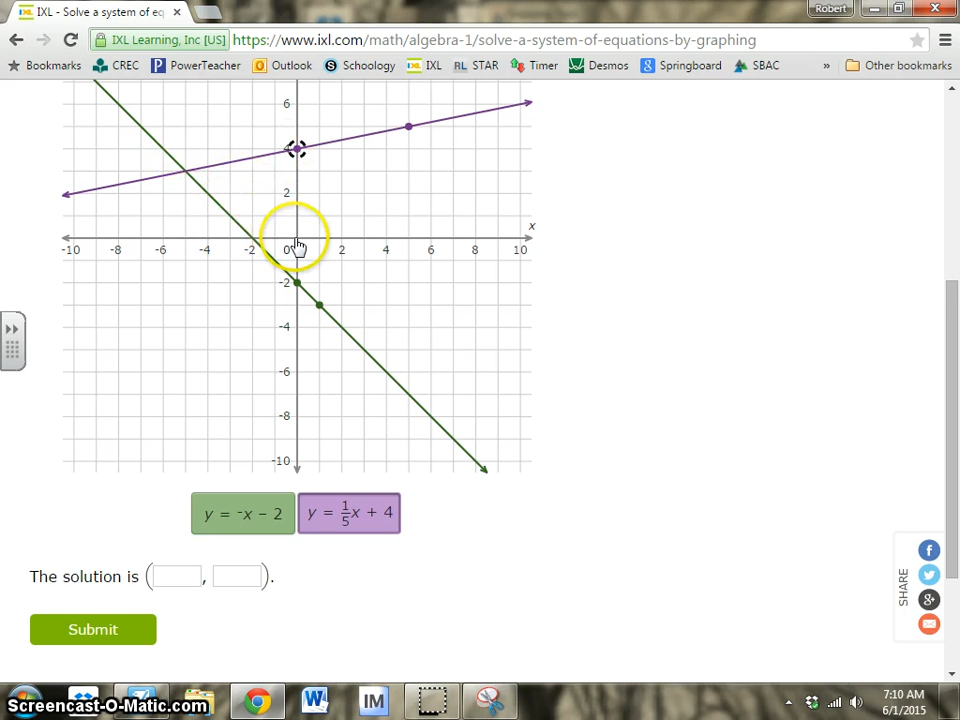 IXL - Solve a system of eq
Robert
IXL Learning, Inc [US] https://www.ixl.com/math/algebra-1/solve-a-system-of-equations-by-graphing
Bookmarks CREC PowerTeacher Outlook Schoology IXL STAR Timer Desmos Springboard SBAC » Other bookmarks
6
4
2
x
-10 -8 -6 -4 -2 0 2 4 6 8 10
-2
-4
-6
-8
-10
y = -x - 2 y = 1/5 x + 4
The solution is ( , ).
Submit
SHARE
7:10 AM
6/1/2015
Screencast-O-Matic.com